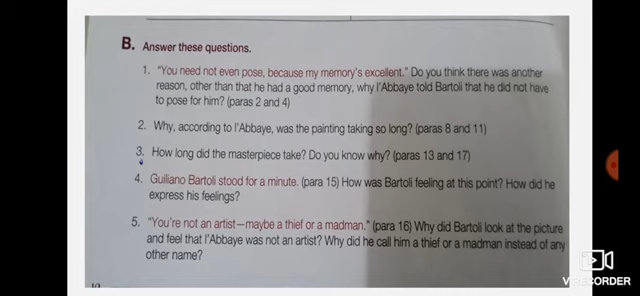 B. Answer these questions.
1. "You need not even pose, because my memory's excellent." Do you think there was another
reason, other than that he had a good memory, why l'Abbaye told Bartoli that he did not have
to pose for him? (paras 2 and 4)
2. Why, according to l'Abbaye, was the painting taking so long? (paras 8 and 11)
3. How long did the masterpiece take? Do you know why? (paras 13 and 17)
4. Guiliano Bartoli stood for a minute. (para 15) How was Bartoli feeling at this point? How did he
express his feelings?
5. "You're not an artist—maybe a thief or a madman." (para 16) Why did Bartoli look at the picture
and feel that l'Abbaye was not an artist? Why did he call him a thief or a madman instead of any
other name?
VIRECORDER